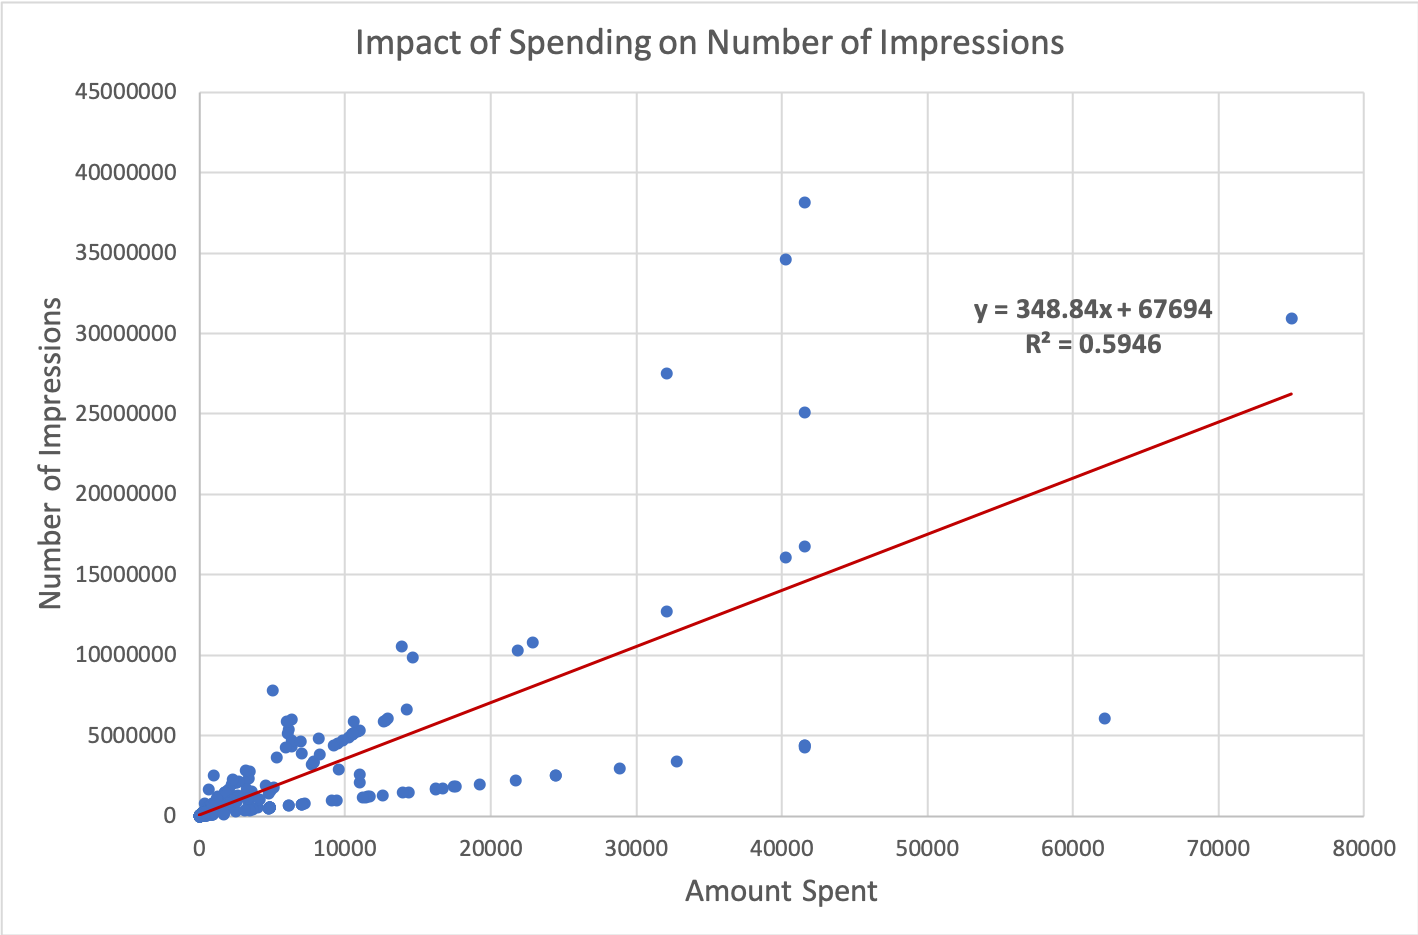 Impact of Spending on Number of Impressions
45000000
40000000
35000000
30000000
25000000
20000000
15000000
10000000
5000000
0
Number of Impressions
y = 348.84x + 67694
R² = 0.5946
0 10000 20000 30000 40000 50000 60000 70000 80000
Amount Spent